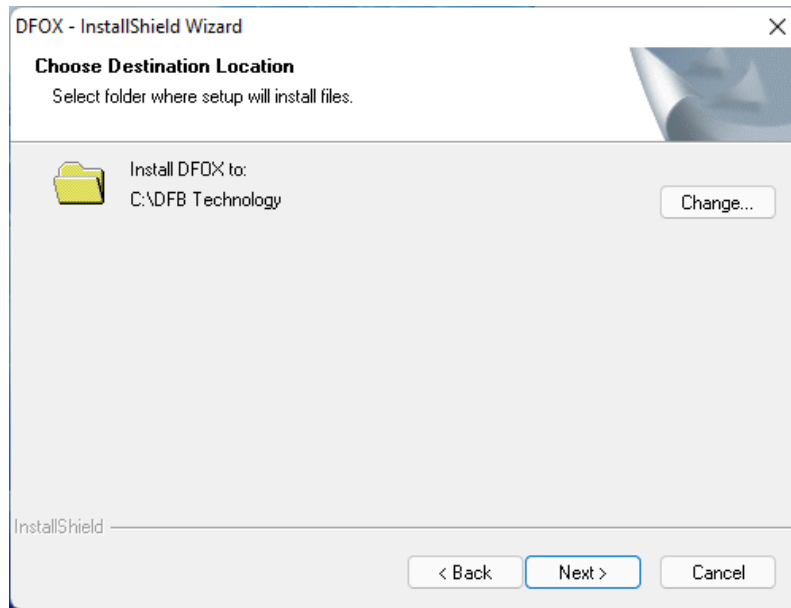 DFOX - InstallShield Wizard
Choose Destination Location
Select folder where setup will install files.
Install DFOX to:
C:\DFB Technology
Change...
InstallShield
< Back
Next >
Cancel